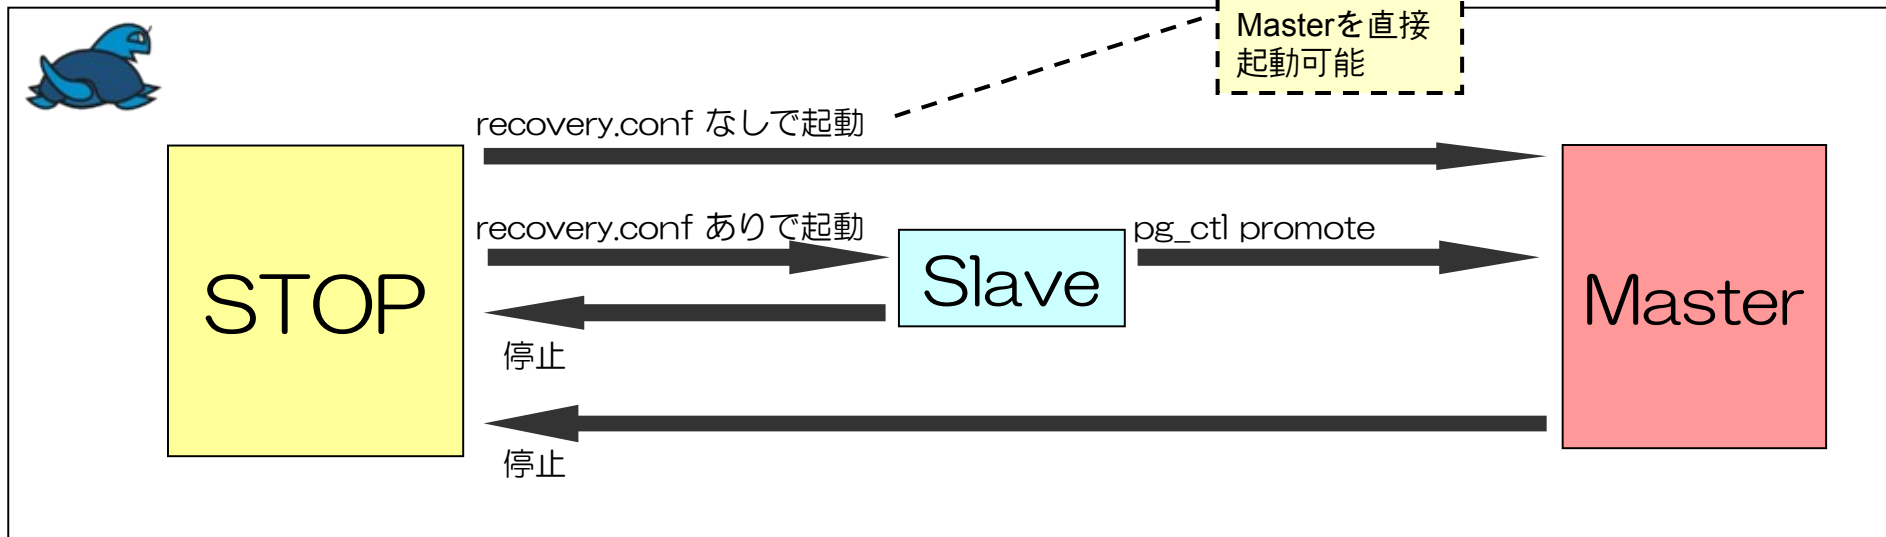 Masterを直接
起動可能
recovery.conf なしで起動
recovery.conf ありで起動
pg_ctl promote
STOP
Slave
Master
停止
停止